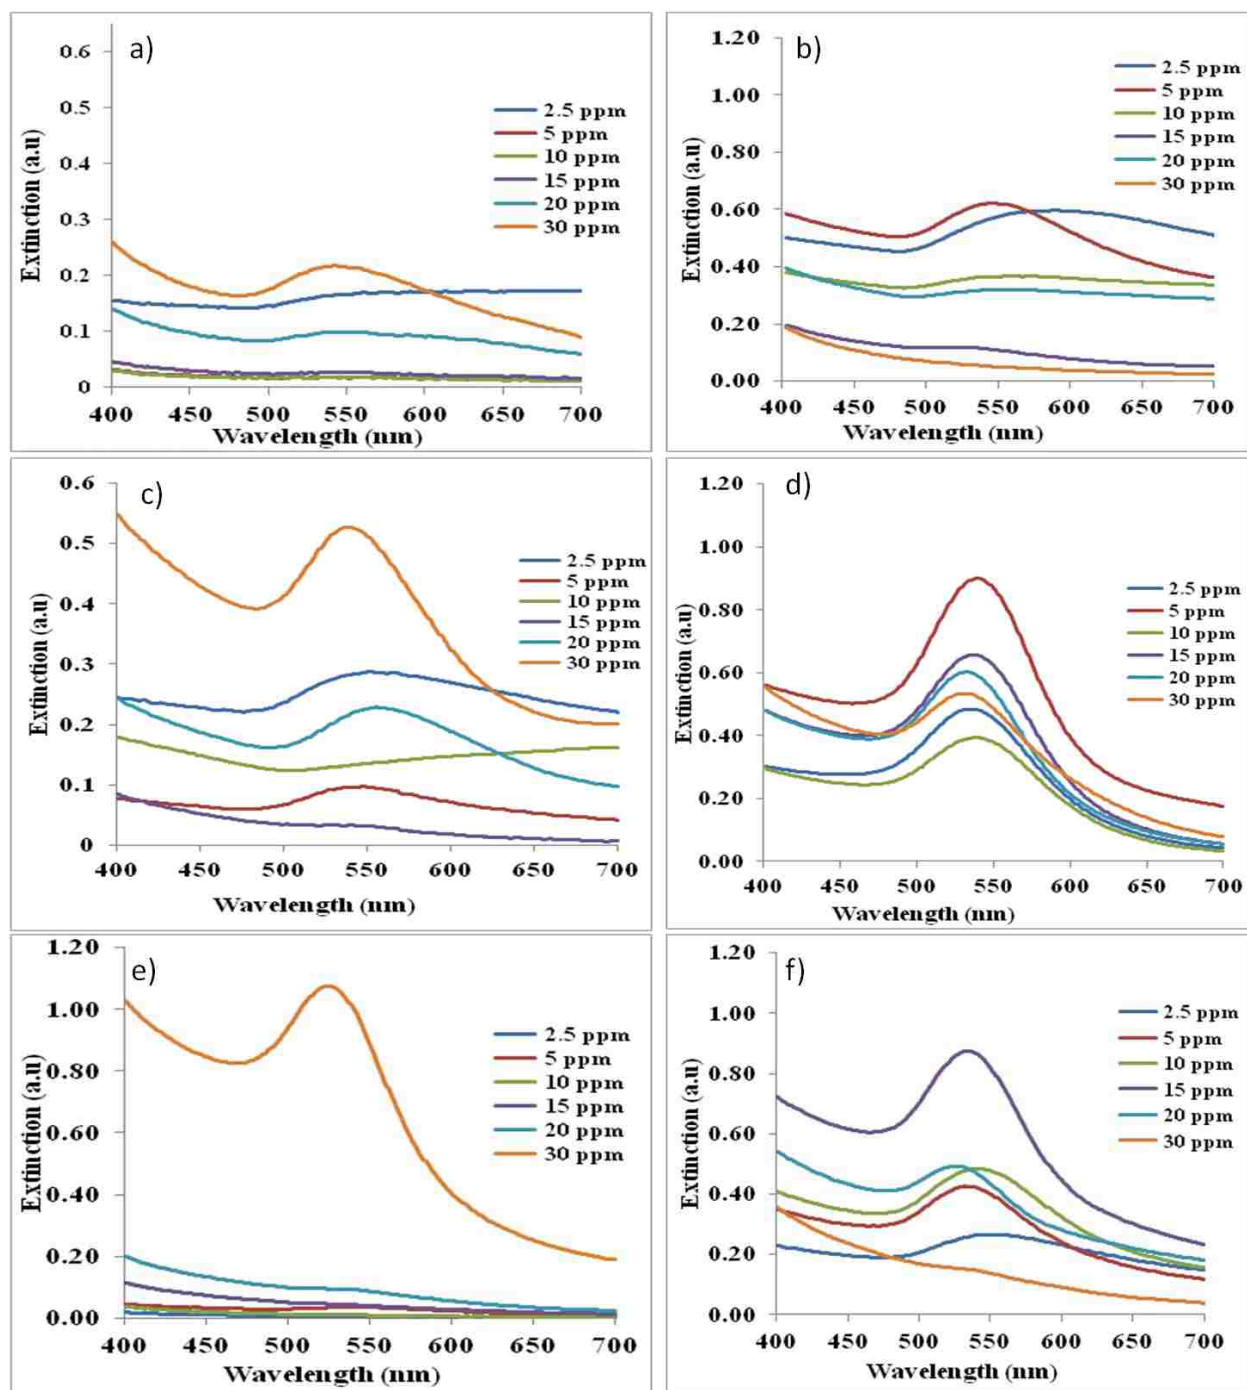 a)
0.6
0.5
0.4
0.3
0.2
0.1
0
Extinction (a.u)
2.5 ppm
5 ppm
10 ppm
15 ppm
20 ppm
30 ppm
400 450 500 550 600 650 700
Wavelength (nm)
b)
1.20
1.00
0.80
0.60
0.40
0.20
0.00
Extinction (a.u)
2.5 ppm
5 ppm
10 ppm
15 ppm
20 ppm
30 ppm
400 450 500 550 600 650 700
Wavelength (nm)
c)
0.6
0.5
0.4
0.3
0.2
0.1
0
Extinction (a.u)
2.5 ppm
5 ppm
10 ppm
15 ppm
20 ppm
30 ppm
400 450 500 550 600 650 700
Wavelength (nm)
d)
1.20
1.00
0.80
0.60
0.40
0.20
0.00
Extinction (a.u)
2.5 ppm
5 ppm
10 ppm
15 ppm
20 ppm
30 ppm
400 450 500 550 600 650 700
Wavelength (nm)
e)
1.20
1.00
0.80
0.60
0.40
0.20
0.00
Extinction (a.u)
2.5 ppm
5 ppm
10 ppm
15 ppm
20 ppm
30 ppm
400 450 500 550 600 650 700
Wavelength (nm)
f)
1.20
1.00
0.80
0.60
0.40
0.20
0.00
Extinction (a.u)
2.5 ppm
5 ppm
10 ppm
15 ppm
20 ppm
30 ppm
400 450 500 550 600 650 700
Wavelength (nm)